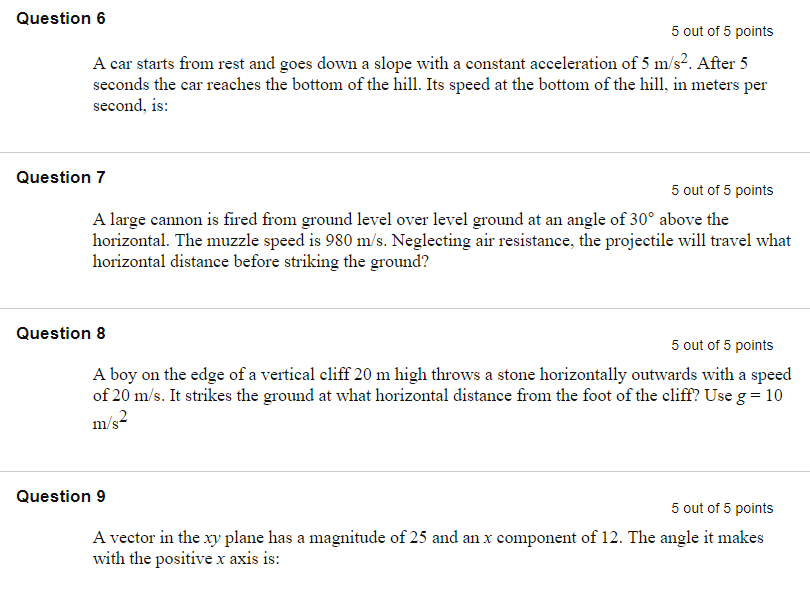 Question 6
5 out of 5 points
A car starts from rest and goes down a slope with a constant acceleration of 5 m/s². After 5
seconds the car reaches the bottom of the hill. Its speed at the bottom of the hill, in meters per
second, is:
Question 7
5 out of 5 points
A large cannon is fired from ground level over level ground at an angle of 30° above the
horizontal. The muzzle speed is 980 m/s. Neglecting air resistance, the projectile will travel what
horizontal distance before striking the ground?
Question 8
5 out of 5 points
A boy on the edge of a vertical cliff 20 m high throws a stone horizontally outwards with a speed
of 20 m/s. It strikes the ground at what horizontal distance from the foot of the cliff? Use g = 10
m/s²
Question 9
5 out of 5 points
A vector in the xy plane has a magnitude of 25 and an x component of 12. The angle it makes
with the positive x axis is: